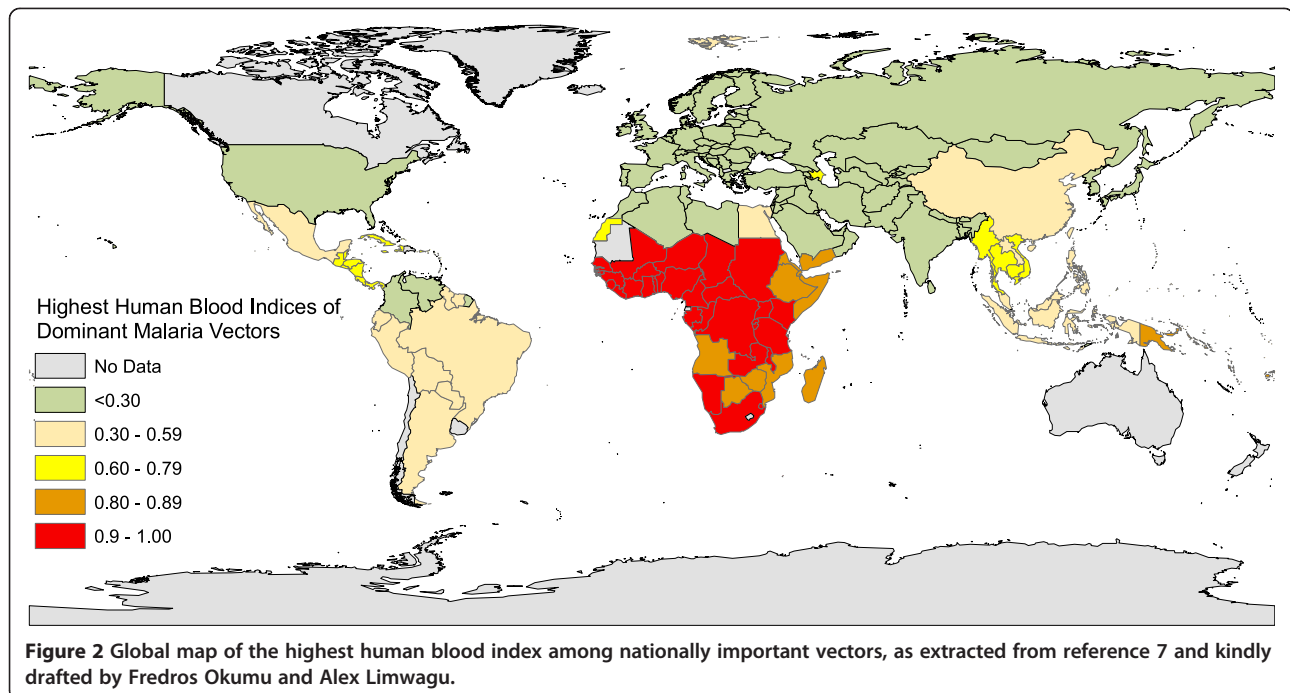 Highest Human Blood Indices of
Dominant Malaria Vectors
No Data
<0.30
0.30 - 0.59
0.60 - 0.79
0.80 - 0.89
0.9 - 1.00
Figure 2 Global map of the highest human blood index among nationally important vectors, as extracted from reference 7 and kindly
drafted by Fredros Okumu and Alex Limwagu.